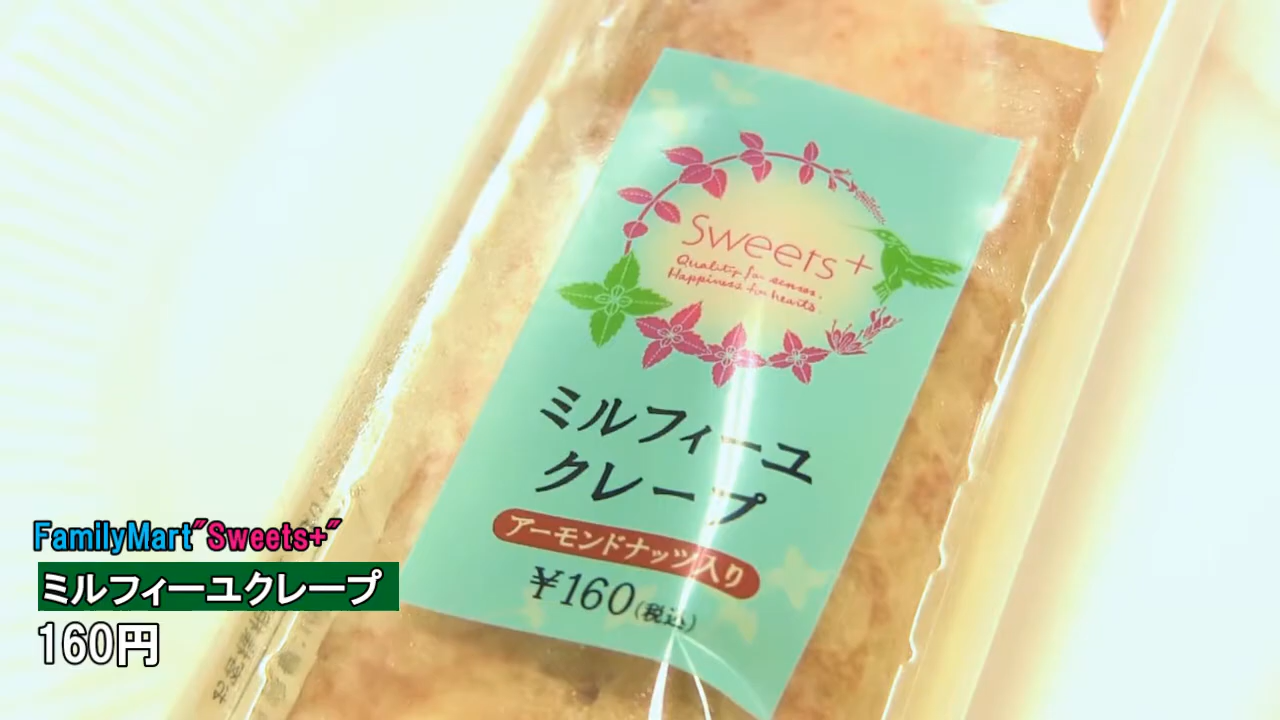 Sweets+
Quality for senses.
Happiness for hearts.
ミルフィーユ
クレープ
アーモンドナッツ入り
¥160(税込)
FamilyMart"Sweets+"
ミルフィーユクレープ
160円